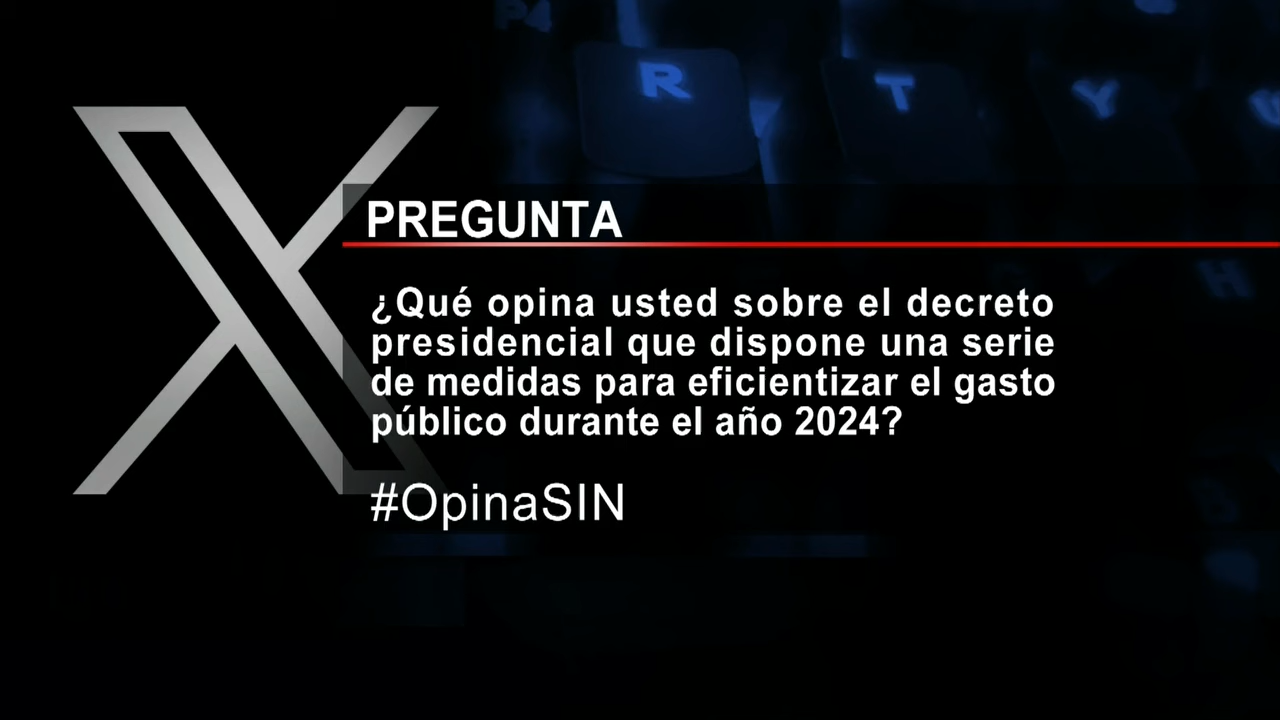 R T Y
PREGUNTA
¿Qué opina usted sobre el decreto
presidencial que dispone una serie
de medidas para eficientizar el gasto
público durante el año 2024?
#OpinaSIN
H